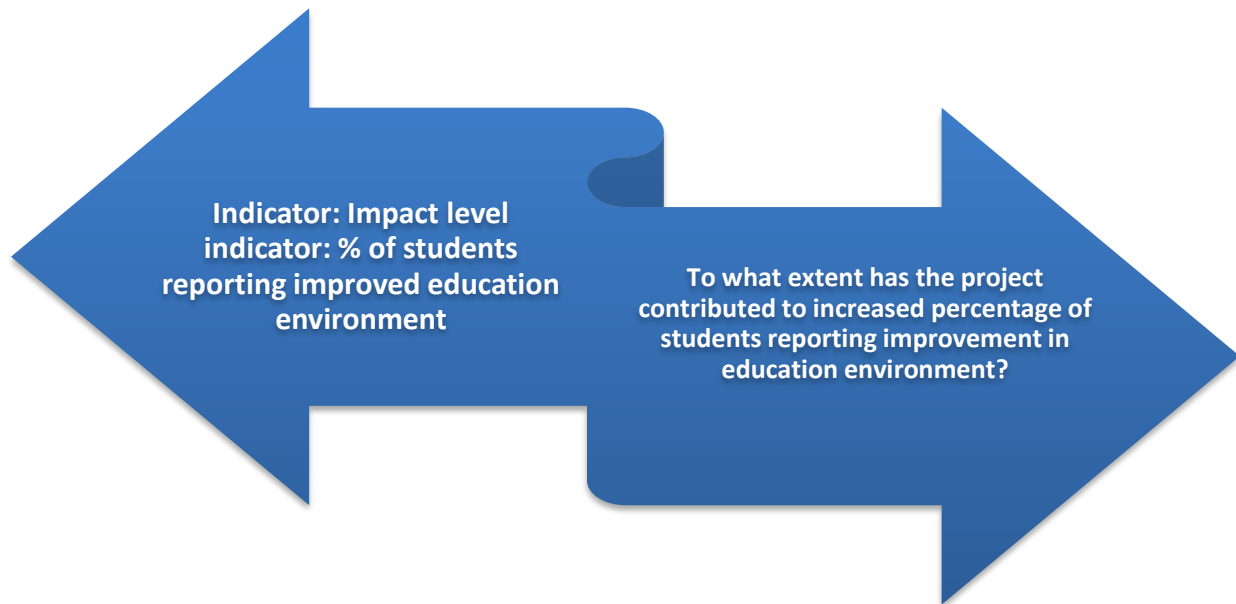 Indicator: Impact level
indicator: % of students
reporting improved education
environment
To what extent has the project
contributed to increased percentage of
students reporting improvement in
education environment?